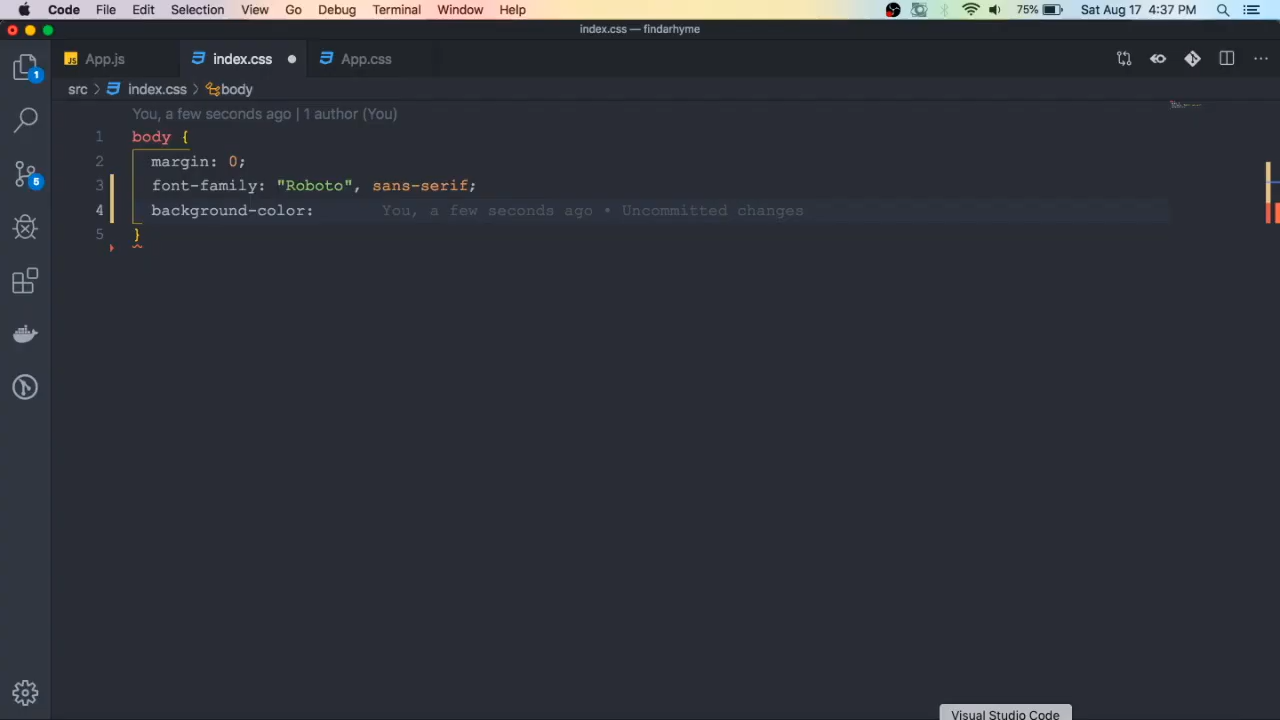 Code File Edit Selection View Go Debug Terminal Window Help 75% Sat Aug 17 4:37 PM
index.css — findarhyme
JS App.js index.css App.css
1
src > index.css > body
You, a few seconds ago | 1 author (You)
1 body {
2 margin: 0;
3 font-family: "Roboto", sans-serif;
4 background-color: You, a few seconds ago • Uncommitted changes
5 }
5
Visual Studio Code